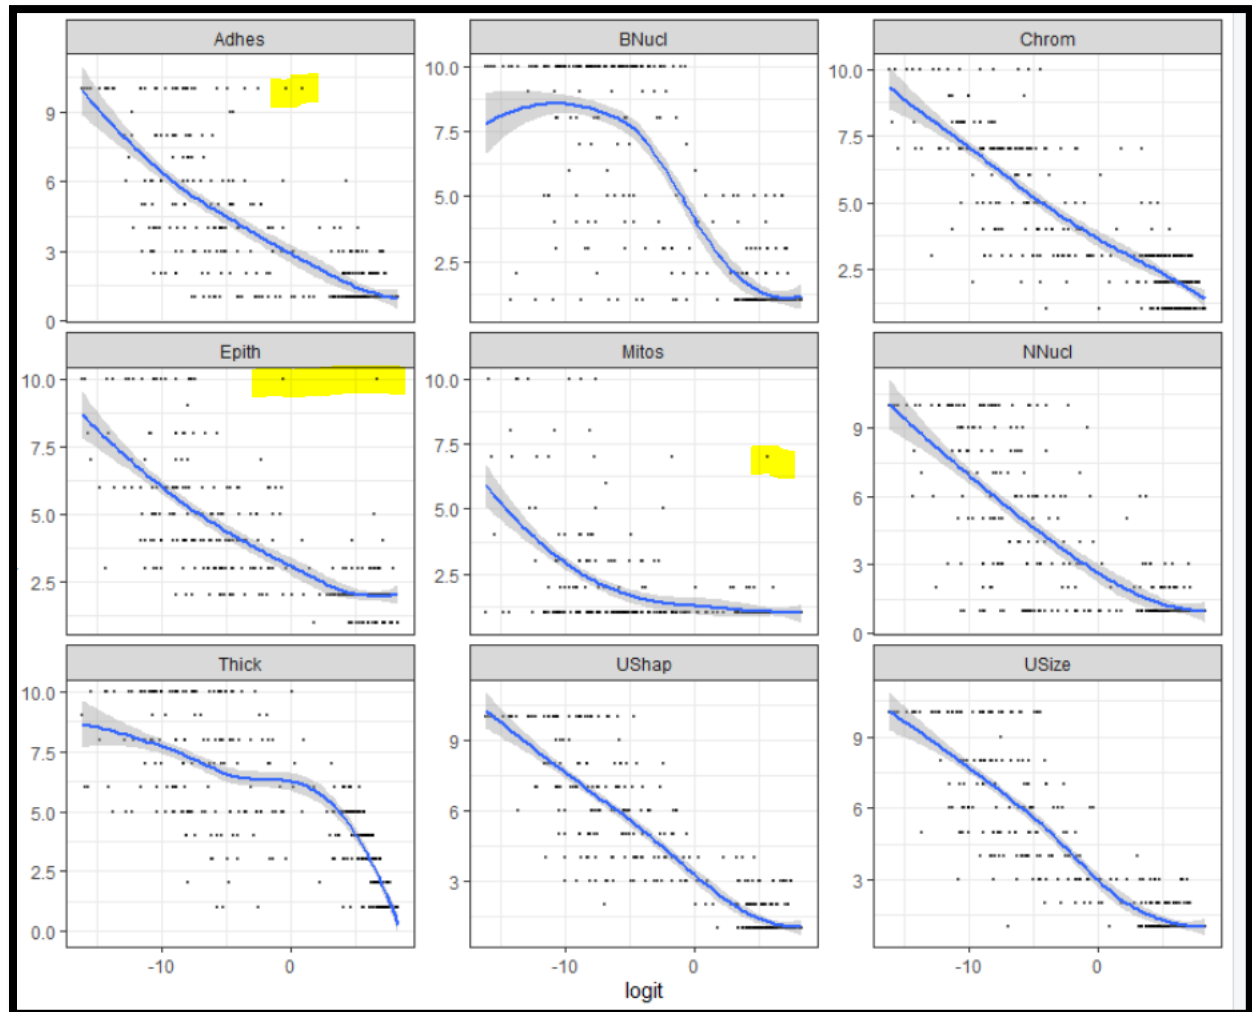 Adhes BNucl Chrom
9 6 3 0
10.0 7.5 5.0 2.5
10.0 7.5 5.0 2.5
Epith Mitos NNucl
10.0 7.5 5.0 2.5
10.0 7.5 5.0 2.5
9 6 3 0
Thick UShap USize
10.0 7.5 5.0 2.5 0.0
9 6 3
9 6 3
-10 0 -10 0 -10 0
logit